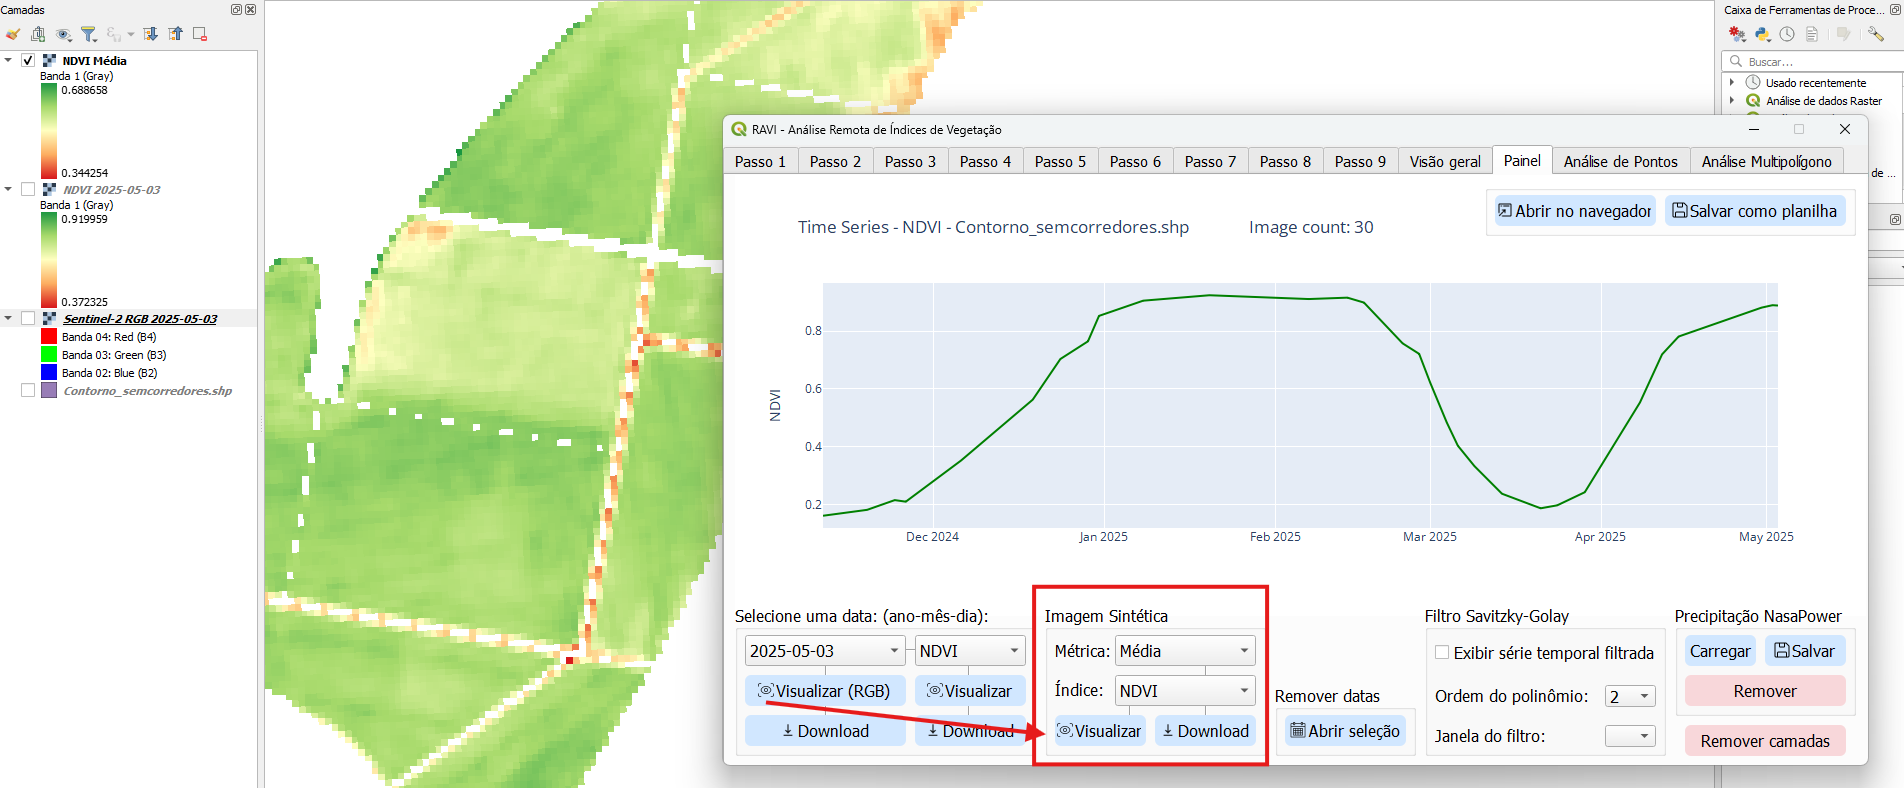 Camadas
NDVI Média
Banda 1 (Gray)
0.688658
0.344254
NDVI 2025-05-03
Banda 1 (Gray)
0.919959
0.372325
Sentinel-2 RGB 2025-05-03
Banda 04: Red (B4)
Banda 03: Green (B3)
Banda 02: Blue (B2)
Contorno_semcorredores.shp
Caixa de Ferramentas de Proce...
Buscar...
Usado recentemente
Análise de dados Raster
de ...
RAVI - Análise Remota de Índices de Vegetação
Passo 1 Passo 2 Passo 3 Passo 4 Passo 5 Passo 6 Passo 7 Passo 8 Passo 9 Visão geral Painel Análise de Pontos Análise Multipolígono
Abrir no navegador Salvar como planilha
Time Series - NDVI - Contorno_semcorredores.shp Image count: 30
NDVI
0.8
0.6
0.4
0.2
Dec 2024 Jan 2025 Feb 2025 Mar 2025 Apr 2025 May 2025
Selecione uma data: (ano-mês-dia):
2025-05-03 NDVI
Visualizar (RGB) Visualizar
Download Download
Imagem Sintética
Métrica: Média
Índice: NDVI
Visualizar Download
Remover datas
Abrir seleção
Filtro Savitzky-Golay
Exibir série temporal filtrada
Ordem do polinômio: 2
Janela do filtro:
Precipitação NasaPower
Carregar Salvar
Remover
Remover camadas